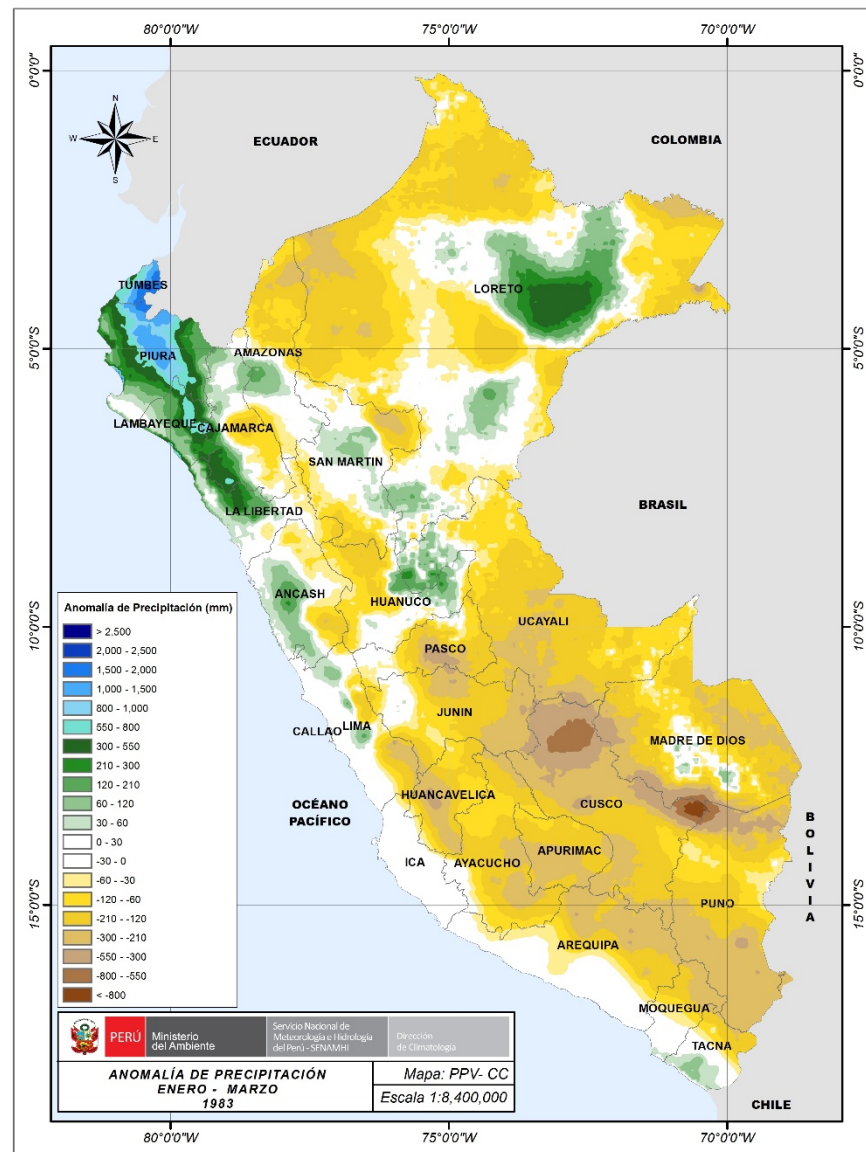 80°0'0"W 75°0'0"W 70°0'0"W
0°0'0"
0°0'0"
N
W E
S
ECUADOR
COLOMBIA
TUMBES
LORETO
5°0'0"S
5°0'0"S
PIURA
AMAZONAS
LAMBAYEQUE
CAJAMARCA
SAN MARTIN
BRASIL
LA LIBERTAD
ANCASH
HUANUCO
UCAYALI
10°0'0"S
10°0'0"S
PASCO
JUNIN
LIMA
CALLAO
MADRE DE DIOS
HUANCAVELICA
CUSCO
OCÉANO
PACÍFICO
ICA
AYACUCHO
APURIMAC
BOLIVIA
PUNO
15°0'0"S
15°0'0"S
AREQUIPA
MOQUEGUA
TACNA
CHILE
Anomalía de Precipitación (mm)
> 2.500
2,000 - 2,500
1,500 - 2,000
1,000 - 1,500
800 - 1,000
550 - 800
300 - 550
210 - 300
120 - 210
60 - 120
30 - 60
0 - 30
-30 - 0
-60 - -30
-120 - -60
-210 - -120
-300 - -210
-550 - -300
-800 - -550
< -800
PERÚ
Ministerio
del Ambiente
Servicio Nacional de
Meteorología e Hidrología
del Perú - SENAMHI
Dirección
de Climatología
ANOMALÍA DE PRECIPITACIÓN
ENERO - MARZO
1983
Mapa: PPV- CC
Escala 1:8,400,000
80°0'0"W 75°0'0"W 70°0'0"W